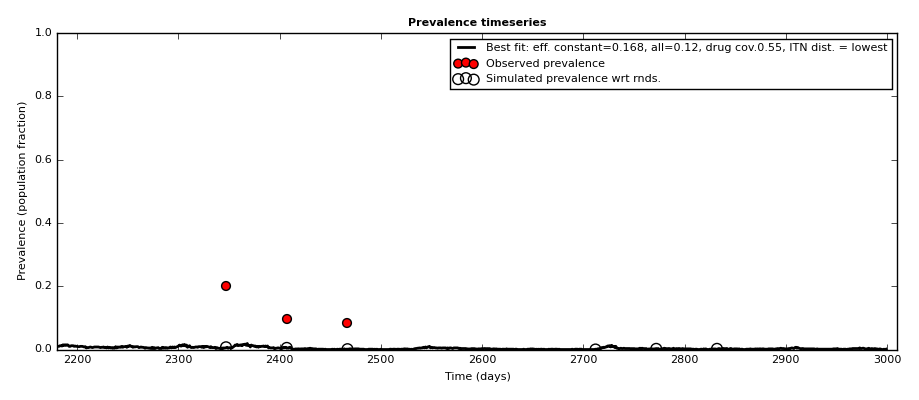 Prevalence timeseries
Best fit: eff. constant=0.168, all=0.12, drug cov.0.55, ITN dist. = lowest
Observed prevalence
Simulated prevalence wrt rnds.
Prevalence (population fraction)
1.0
0.8
0.6
0.4
0.2
0.0
2200 2300 2400 2500 2600 2700 2800 2900 3000
Time (days)